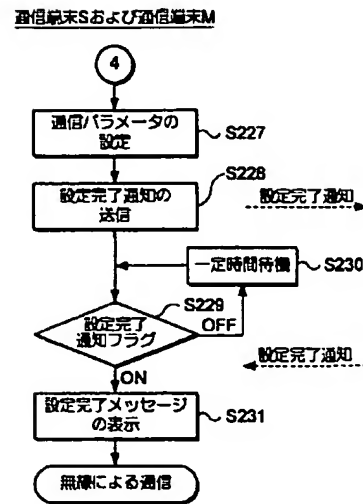 通信端末Sおよび通信端末M
4
通信パラメータの
設定
S227
S228
設定完了通知の
送信
設定完了通知
一定時間待機
S230
S229
設定完了
通知フラグ
OFF
設定完了通知
ON
設定完了メッセージ
の表示
S231
無線による通信